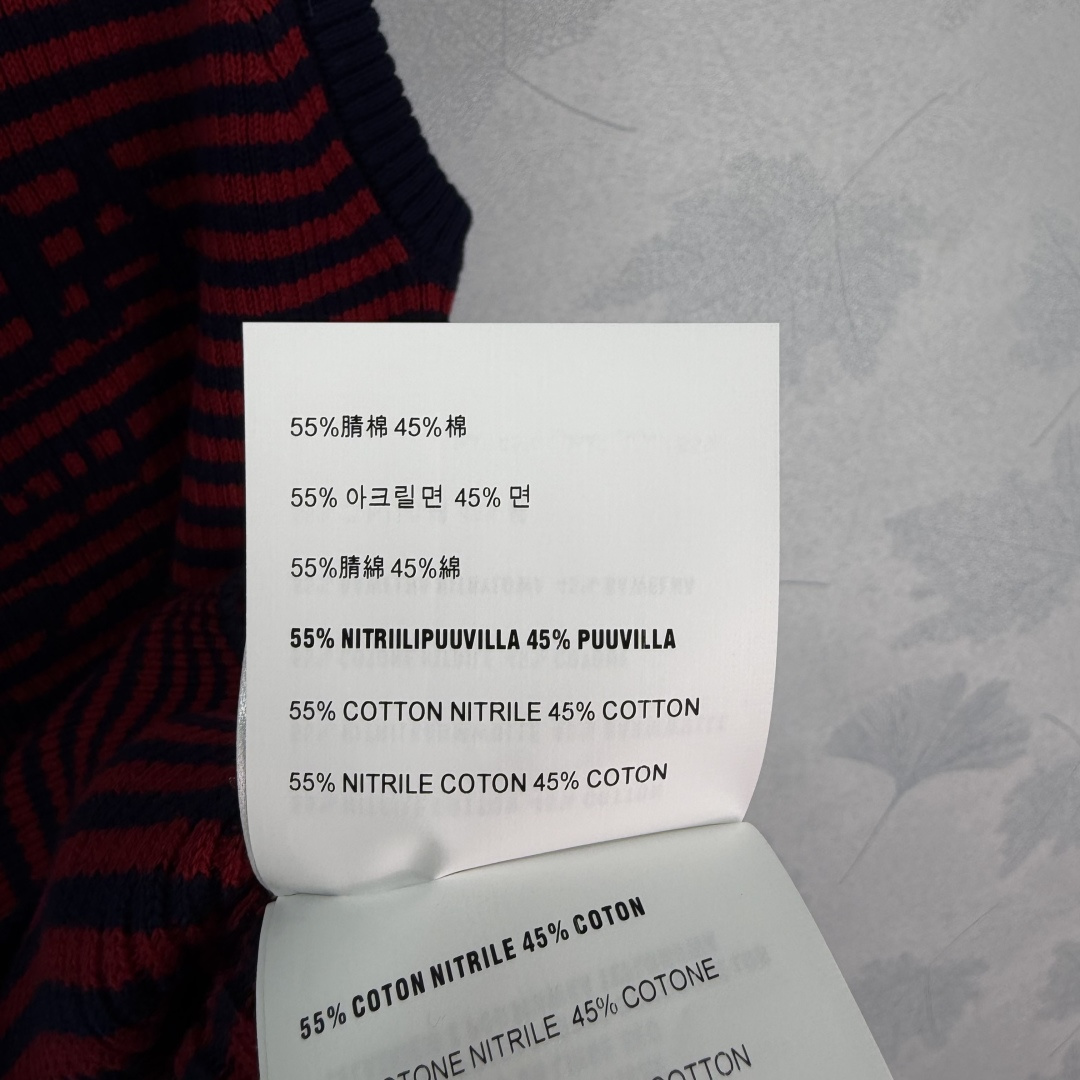 55%腈棉 45%棉
55% 아크릴면 45% 면
55%腈綿 45%綿
55% NITRIILIPUUVILLA 45% PUUVILLA
55% COTTON NITRILE 45% COTTON
55% NITRILE COTON 45% COTON
55% COTON NITRILE 45% COTON
NITRILE 45% COTONE
COTTON